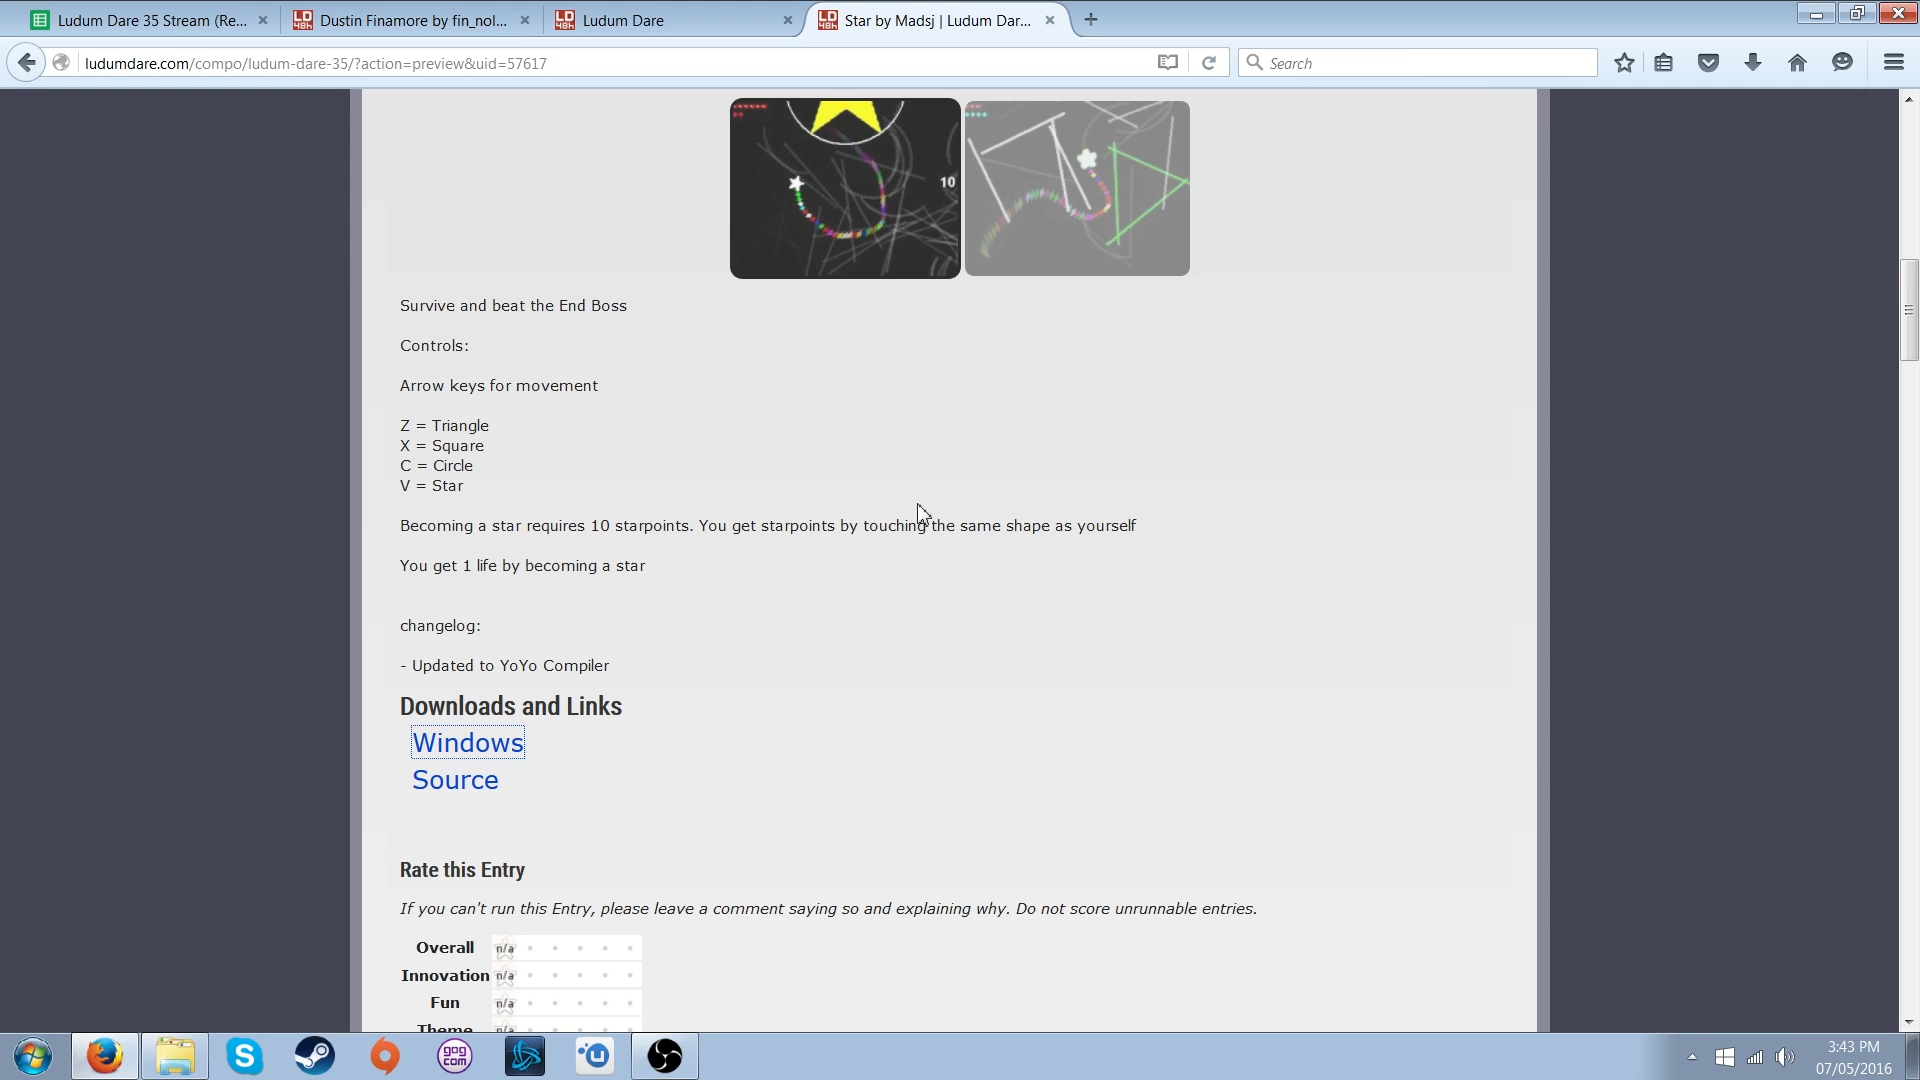 Ludum Dare 35 Stream (Re...
Dustin Finamore by fin_nol...
Ludum Dare
Star by Madsj | Ludum Dar...
ludumdare.com/compo/ludum-dare-35/?action=preview&uid=57617
Search
10
Survive and beat the End Boss
Controls:
Arrow keys for movement
Z = Triangle
X = Square
C = Circle
V = Star
Becoming a star requires 10 starpoints. You get starpoints by touching the same shape as yourself
You get 1 life by becoming a star
changelog:
- Updated to YoYo Compiler
Downloads and Links
Windows
Source
Rate this Entry
If you can't run this Entry, please leave a comment saying so and explaining why. Do not score unrunnable entries.
Overall n/a
Innovation n/a
Fun n/a
Theme n/a
gog
com
3:43 PM
07/05/2016